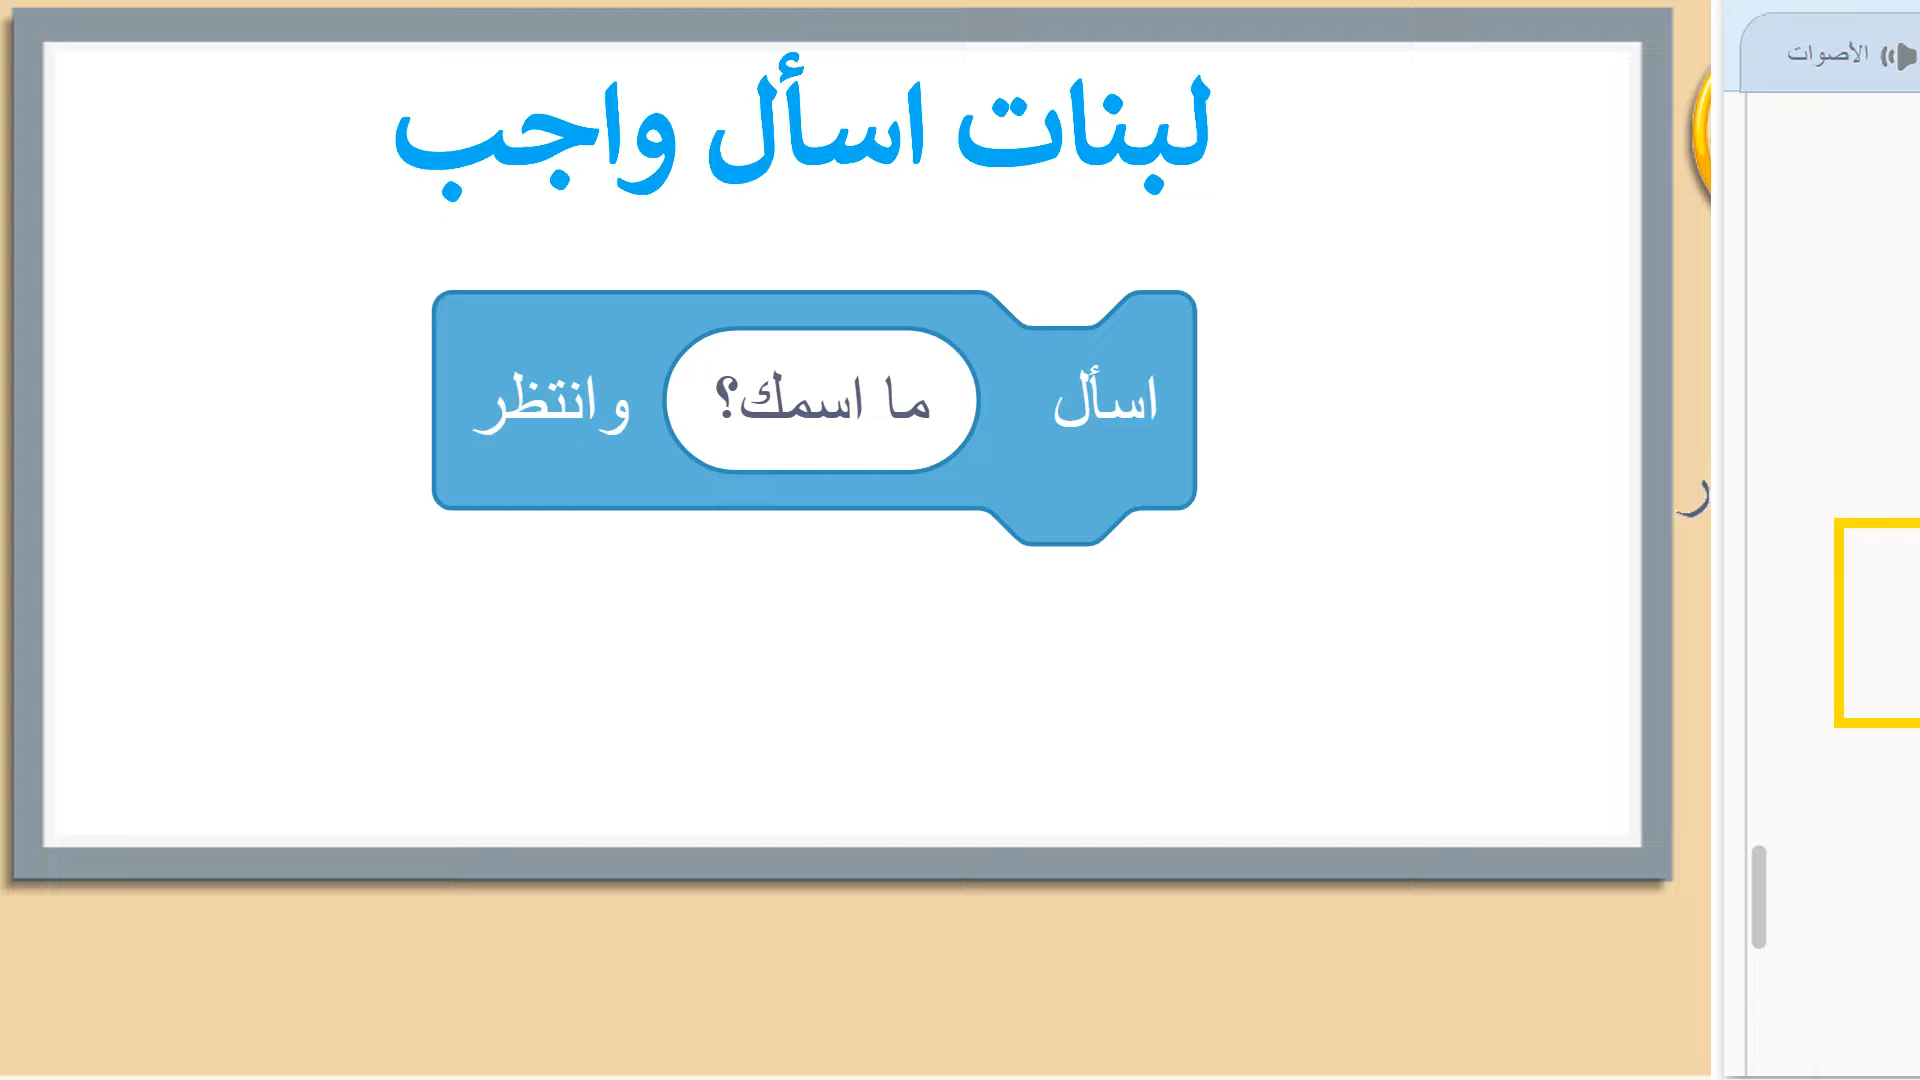 لبنات اسأل واجب
اسأل ما اسمك؟ وانتظر
الأصوات